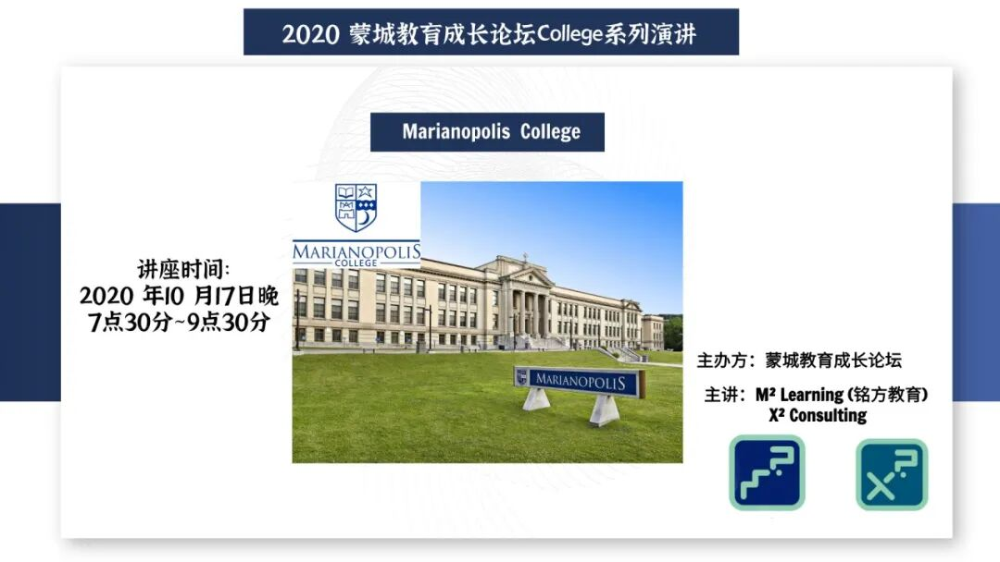 2020 蒙城教育成长论坛College系列演讲
Marianopolis College
MARIANOPOLIS
COLLEGE
讲座时间:
2020 年10 月17日晚
7点30分~9点30分
MARIANOPOLIS
主办方：蒙城教育成长论坛
主讲：M² Learning (铭方教育)
X² Consulting